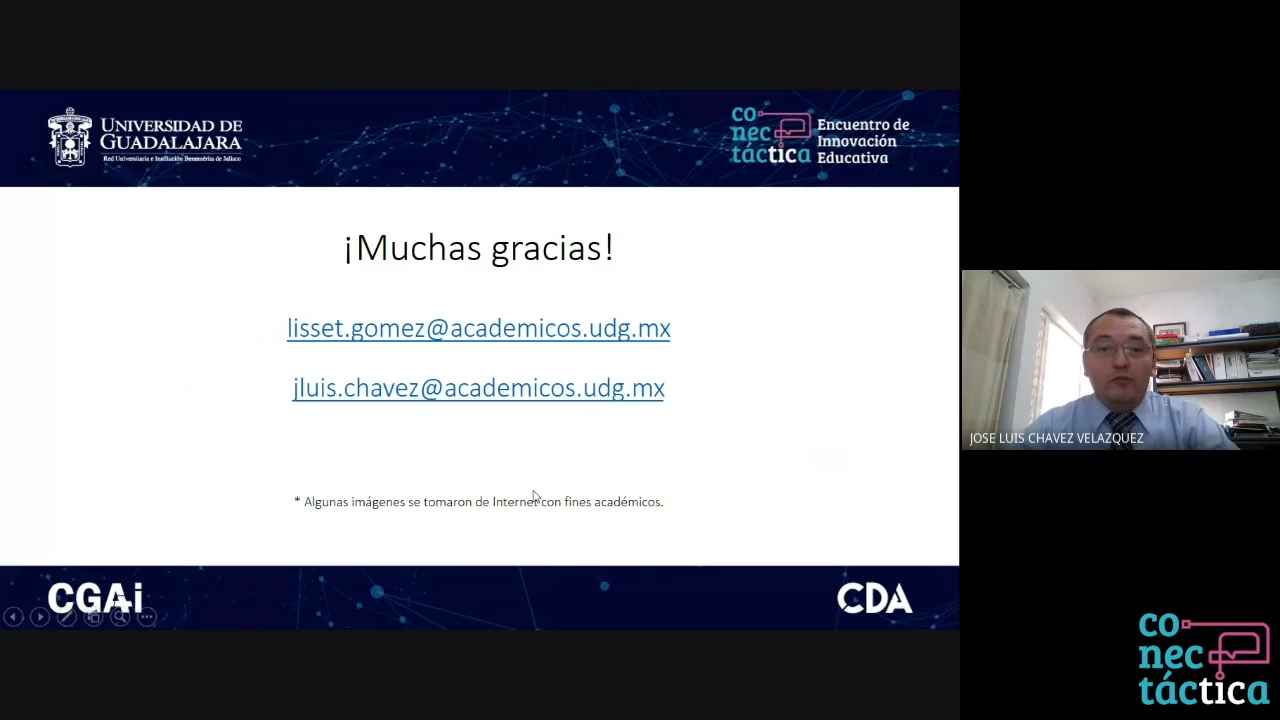 UNIVERSIDAD DE
GUADALAJARA
Red Universitaria e Institución Benemérita de Jalisco
co
nec
táctica
Encuentro de
Innovación
Educativa
¡Muchas gracias!
lisset.gomez@academicos.udg.mx
jluis.chavez@academicos.udg.mx
* Algunas imágenes se tomaron de Internet con fines académicos.
CGAi
CDA
JOSE LUIS CHAVEZ VELAZQUEZ
co
nec
táctica